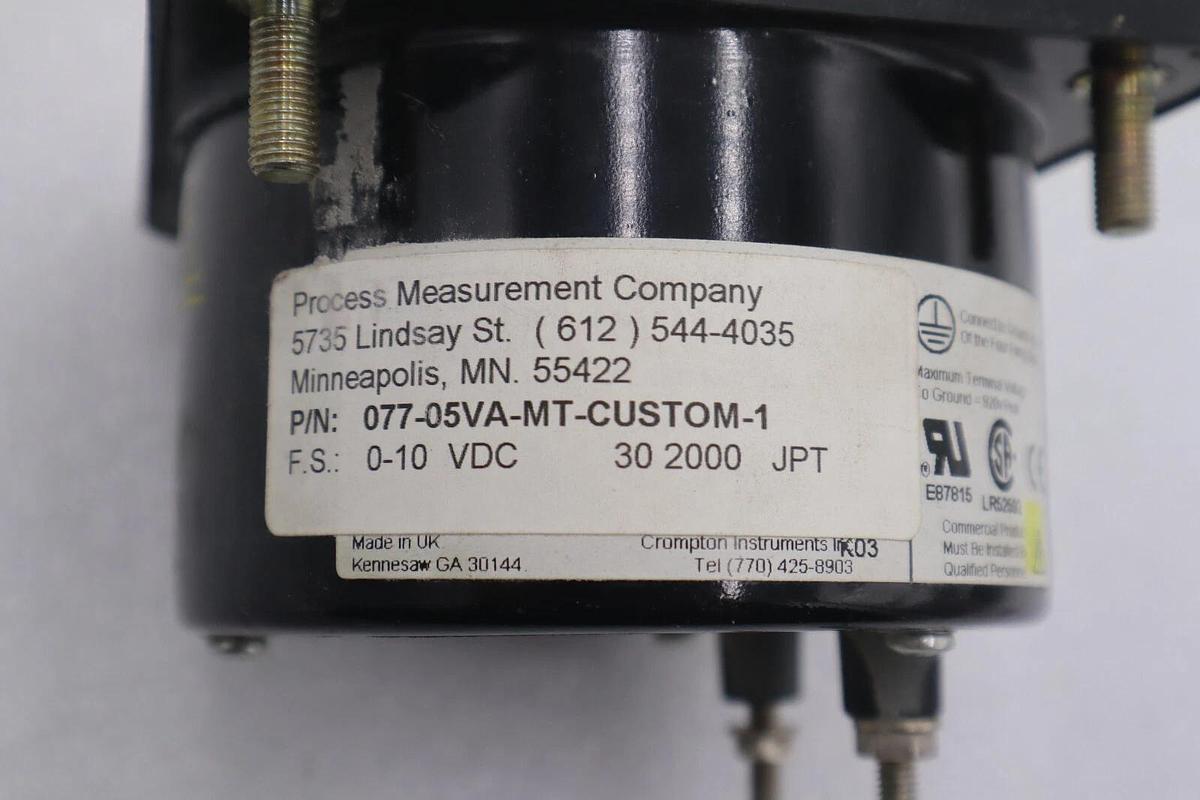 Process Measurement Company
5735 Lindsay St. ( 612 ) 544-4035
Minneapolis, MN. 55422
P/N: 077-05VA-MT-CUSTOM-1
F.S.: 0-10 VDC 30 2000 JPT
Made in UK Crompton Instruments K03
Kennesaw GA 30144 Tel (770) 425-8903
Of the
Maximum Terminal
To Ground =
E87815
Commercial
Must Be Installed
Qualified